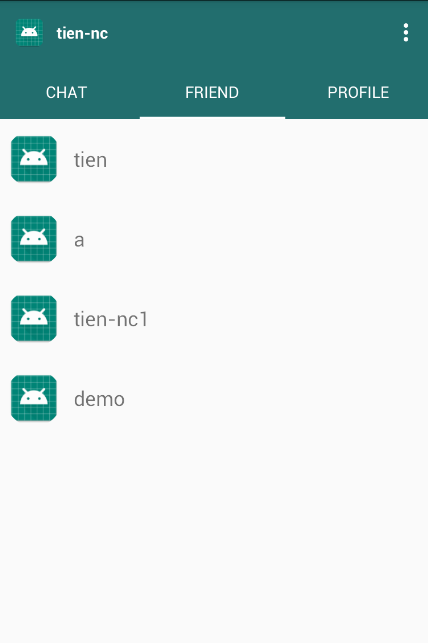 tien-nc
CHAT FRIEND PROFILE
tien
a
tien-nc1
demo